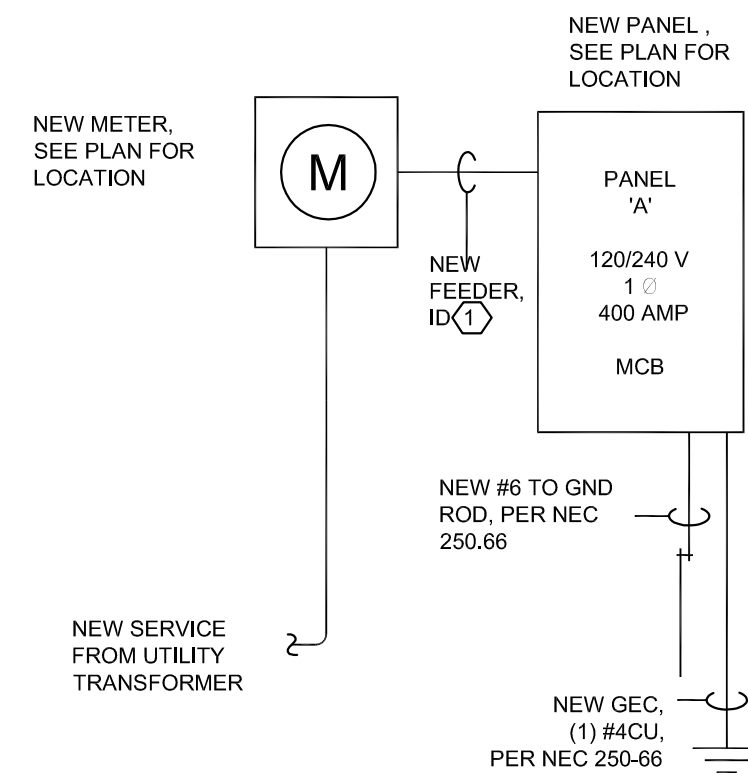 NEW PANEL ,
SEE PLAN FOR
LOCATION
NEW METER,
SEE PLAN FOR
LOCATION
M
PANEL
'A'
120/240 V
1 ∅
400 AMP
MCB
NEW
FEEDER,
ID 1
NEW #6 TO GND
ROD, PER NEC
250.66
NEW SERVICE
FROM UTILITY
TRANSFORMER
NEW GEC,
(1) #4CU,
PER NEC 250-66